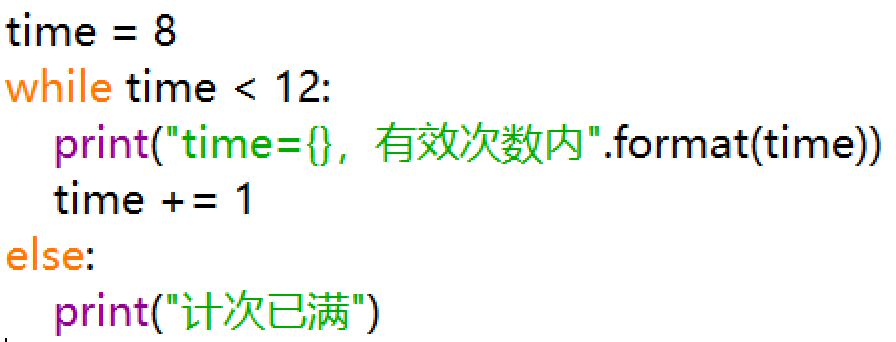 time = 8
while time < 12:
    print("time={}，有效次数内".format(time))
    time += 1
else:
    print("计次已满")